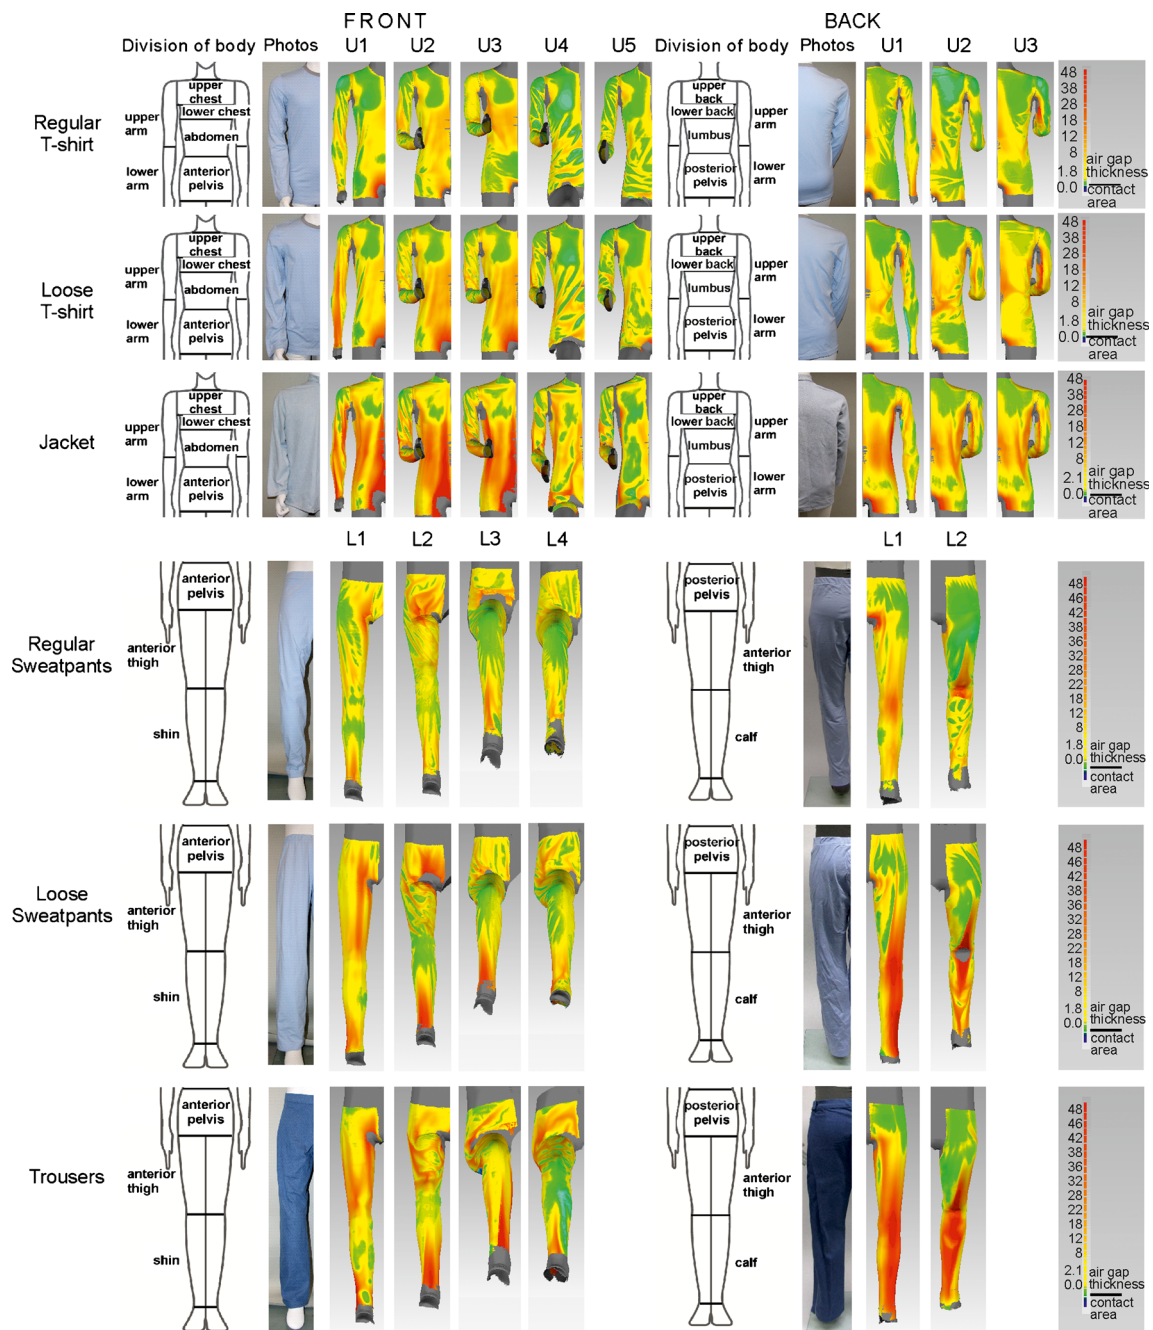 FRONT BACK
Division of body Photos U1 U2 U3 U4 U5 Division of body Photos U1 U2 U3
Regular
T-shirt
upper
chest
lower chest
upper
arm
abdomen
lower
arm
anterior
pelvis
upper
back
lower back
upper
arm
lumbus
posterior
pelvis
lower
arm
48
38
28
18
12
8
1.8
0.0
air gap
thickness
contact
area
Loose
T-shirt
upper
chest
lower chest
upper
arm
abdomen
lower
arm
anterior
pelvis
upper
back
lower back
upper
arm
lumbus
posterior
pelvis
lower
arm
48
38
28
18
12
8
1.8
0.0
air gap
thickness
contact
area
Jacket
upper
chest
lower chest
upper
arm
abdomen
lower
arm
anterior
pelvis
upper
back
lower back
upper
arm
lumbus
posterior
pelvis
lower
arm
48
38
28
18
12
8
2.1
0.0
air gap
thickness
contact
area
L1 L2 L3 L4 L1 L2
Regular
Sweatpants
anterior
pelvis
anterior
thigh
shin
posterior
pelvis
anterior
thigh
calf
48
46
42
38
36
32
28
22
18
12
8
1.8
0.0
air gap
thickness
contact
area
Loose
Sweatpants
anterior
pelvis
anterior
thigh
shin
posterior
pelvis
anterior
thigh
calf
48
46
42
38
36
32
28
22
18
12
8
1.8
0.0
air gap
thickness
contact
area
Trousers
anterior
pelvis
anterior
thigh
shin
posterior
pelvis
anterior
thigh
calf
48
46
42
38
36
32
28
22
18
12
8
2.1
0.0
air gap
thickness
contact
area